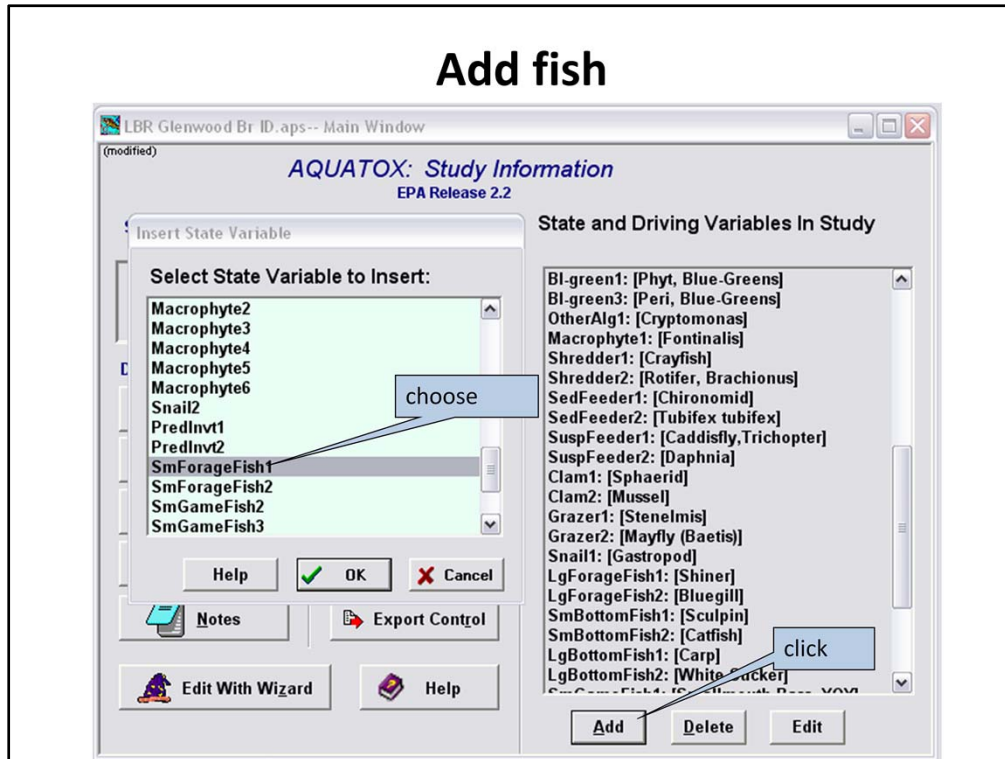 Add fish
LBR Glenwood Br ID.aps-- Main Window
(modified)
AQUATOX: Study Information
EPA Release 2.2
Insert State Variable
Select State Variable to Insert:
Macrophyte2
Macrophyte3
Macrophyte4
Macrophyte5
Macrophyte6
Snail2
PredInvt1
PredInvt2
SmForageFish1
SmForageFish2
SmGameFish2
SmGameFish3
choose
Help
OK
Cancel
Notes
Export Control
Edit With Wizard
Help
State and Driving Variables In Study
Bl-green1: [Phyt, Blue-Greens]
Bl-green3: [Peri, Blue-Greens]
OtherAlg1: [Cryptomonas]
Macrophyte1: [Fontinalis]
Shredder1: [Crayfish]
Shredder2: [Rotifer, Brachionus]
SedFeeder1: [Chironomid]
SedFeeder2: [Tubifex tubifex]
SuspFeeder1: [Caddisfly,Trichopter]
SuspFeeder2: [Daphnia]
Clam1: [Sphaerid]
Clam2: [Mussel]
Grazer1: [Stenelmis]
Grazer2: [Mayfly (Baetis)]
Snail1: [Gastropod]
LgForageFish1: [Shiner]
LgForageFish2: [Bluegill]
SmBottomFish1: [Sculpin]
SmBottomFish2: [Catfish]
LgBottomFish1: [Carp]
LgBottomFish2: [White Sucker]
click
Add
Delete
Edit